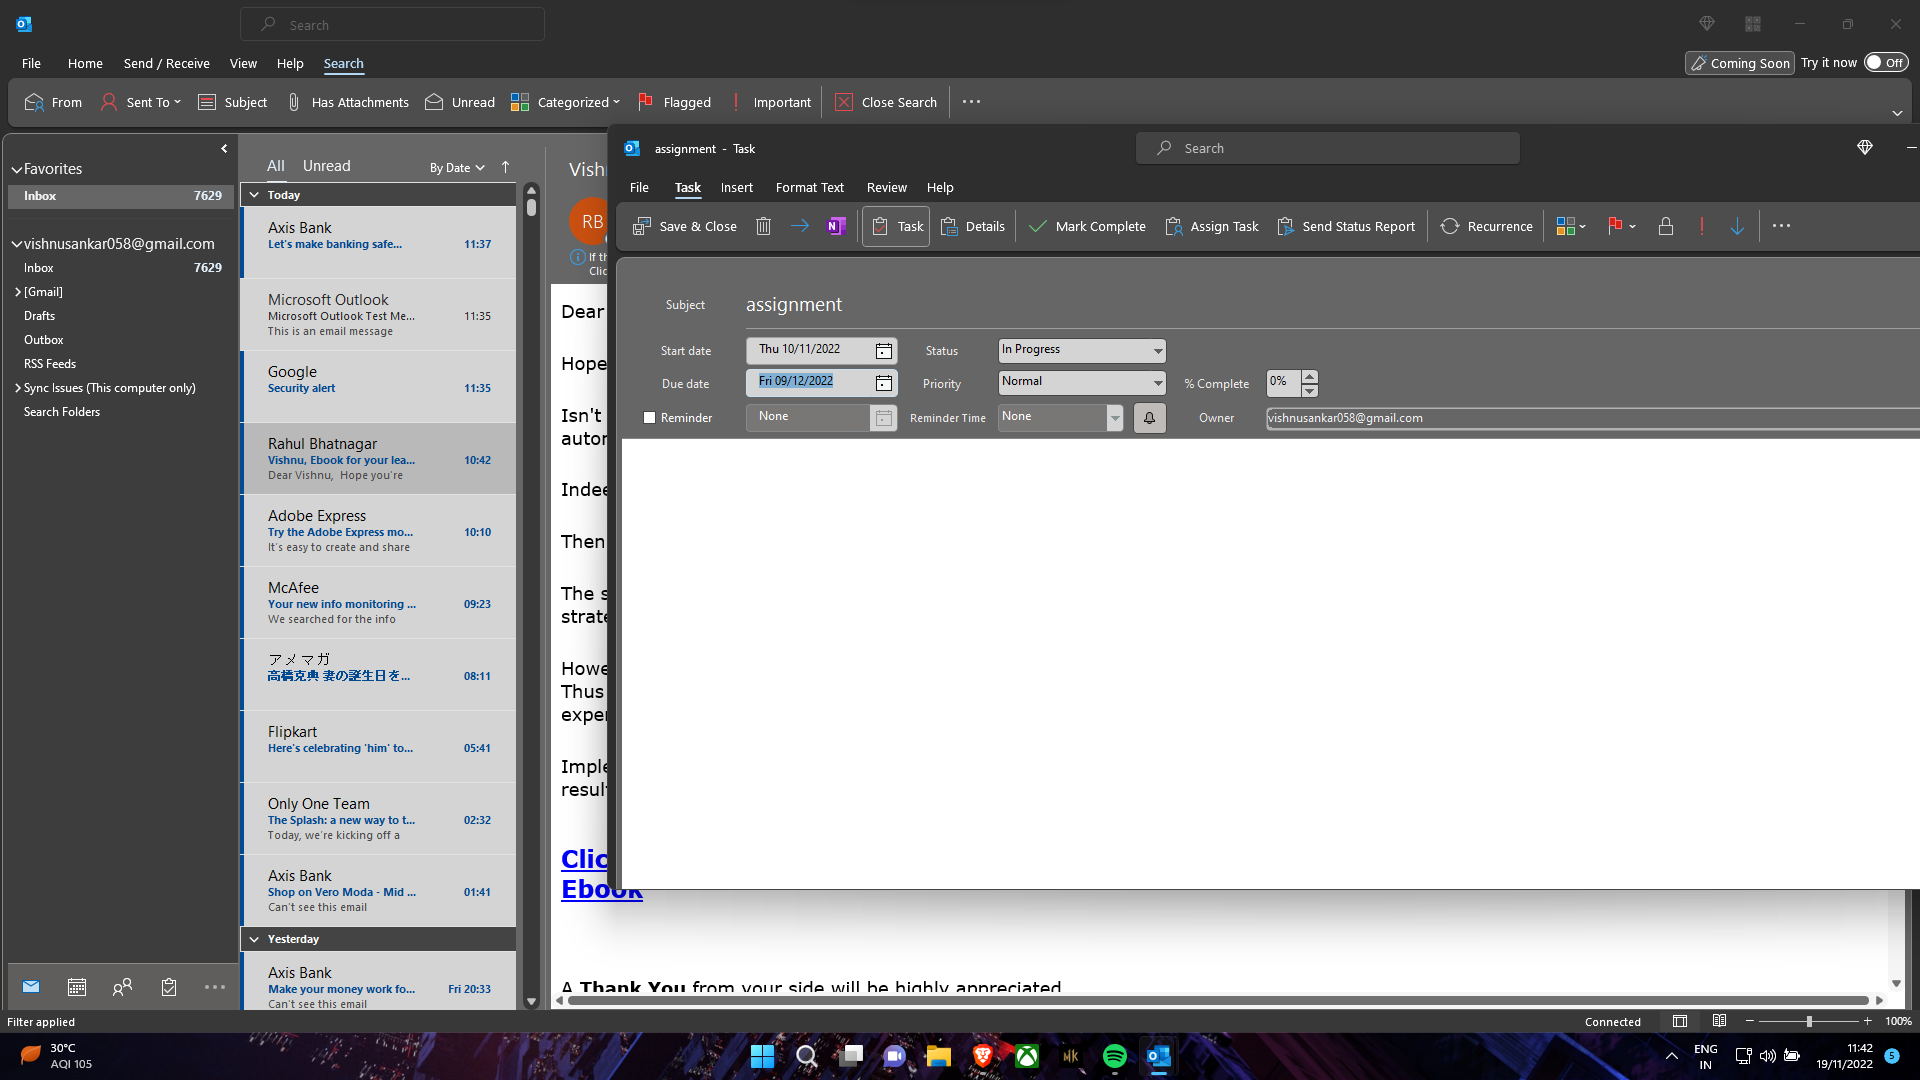 Search
File Home Send / Receive View Help Search
Coming Soon Try it now Off
From Sent To Subject Has Attachments Unread Categorized Flagged Important Close Search ...
Favorites
Inbox 7629
vishnusankar058@gmail.com
Inbox 7629
[Gmail]
Drafts
Outbox
RSS Feeds
Sync Issues (This computer only)
Search Folders
All Unread By Date
Today
Axis Bank
Let's make banking safe... 11:37
Microsoft Outlook
Microsoft Outlook Test Me... 11:35
This is an email message
Google
Security alert 11:35
Rahul Bhatnagar
Vishnu, Ebook for your lea... 10:42
Dear Vishnu, Hope you're
Adobe Express
Try the Adobe Express mo... 10:10
It's easy to create and share
McAfee
Your new info monitoring ... 09:23
We searched for the info
アメマガ
高橋克典 妻の誕生日を... 08:11
Flipkart
Here's celebrating 'him' to... 05:41
Only One Team
The Splash: a new way to t... 02:32
Today, we're kicking off a
Axis Bank
Shop on Vero Moda - Mid ... 01:41
Can't see this email
Yesterday
Axis Bank
Make your money work fo... Fri 20:33
Can't see this email
Vish
RB
If th
Clic
Dear
Hope
Isn't
autor
Indee
Then
The s
strate
Howe
Thus
exper
Imple
result
Clic
Ebook
A Thank You from your side will be highly appreciated
assignment - Task
Search
File Task Insert Format Text Review Help
Save & Close N Task Details Mark Complete Assign Task Send Status Report Recurrence ...
Subject assignment
Start date Thu 10/11/2022 Status In Progress
Due date Fri 09/12/2022 Priority Normal % Complete 0%
Reminder None Reminder Time None Owner vishnusankar058@gmail.com
Filter applied
Connected 100%
30°C
AQI 105
MK
ENG
IN
11:42
19/11/2022
5